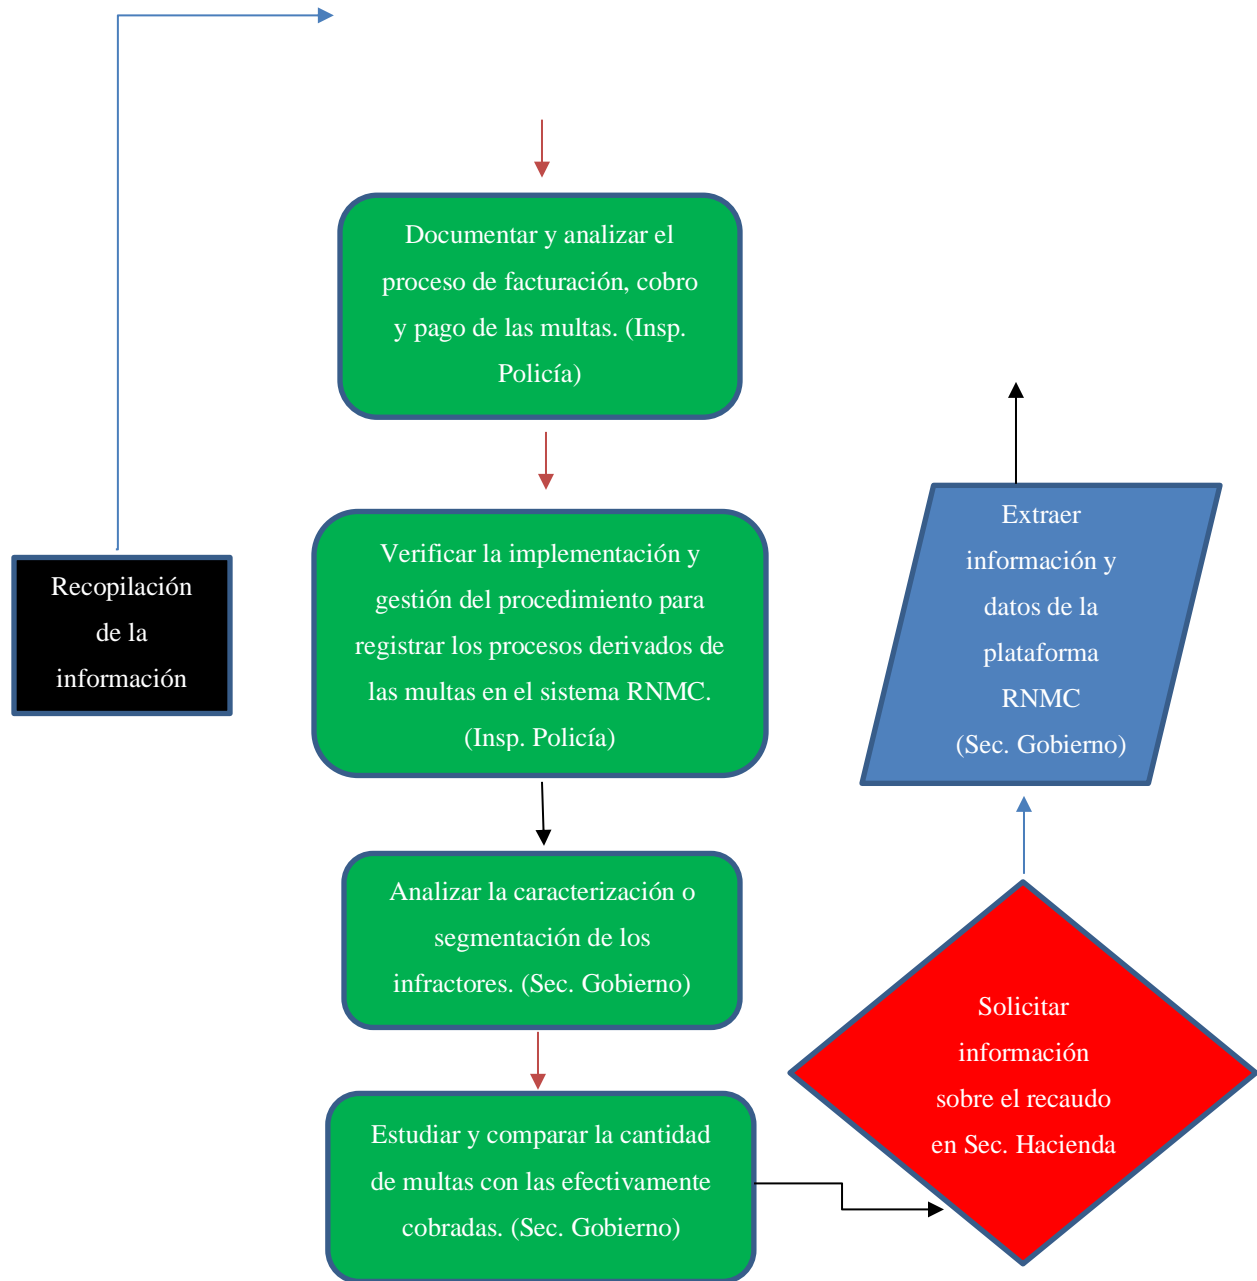 Recopilación
de la
información
Documentar y analizar el
proceso de facturación, cobro
y pago de las multas. (Insp.
Policía)
Verificar la implementación y
gestión del procedimiento para
registrar los procesos derivados de
las multas en el sistema RNMC.
(Insp. Policía)
Analizar la caracterización o
segmentación de los
infractores. (Sec. Gobierno)
Estudiar y comparar la cantidad
de multas con las efectivamente
cobradas. (Sec. Gobierno)
Solicitar
información
sobre el recaudo
en Sec. Hacienda
Extraer
información y
datos de la
plataforma
RNMC
(Sec. Gobierno)